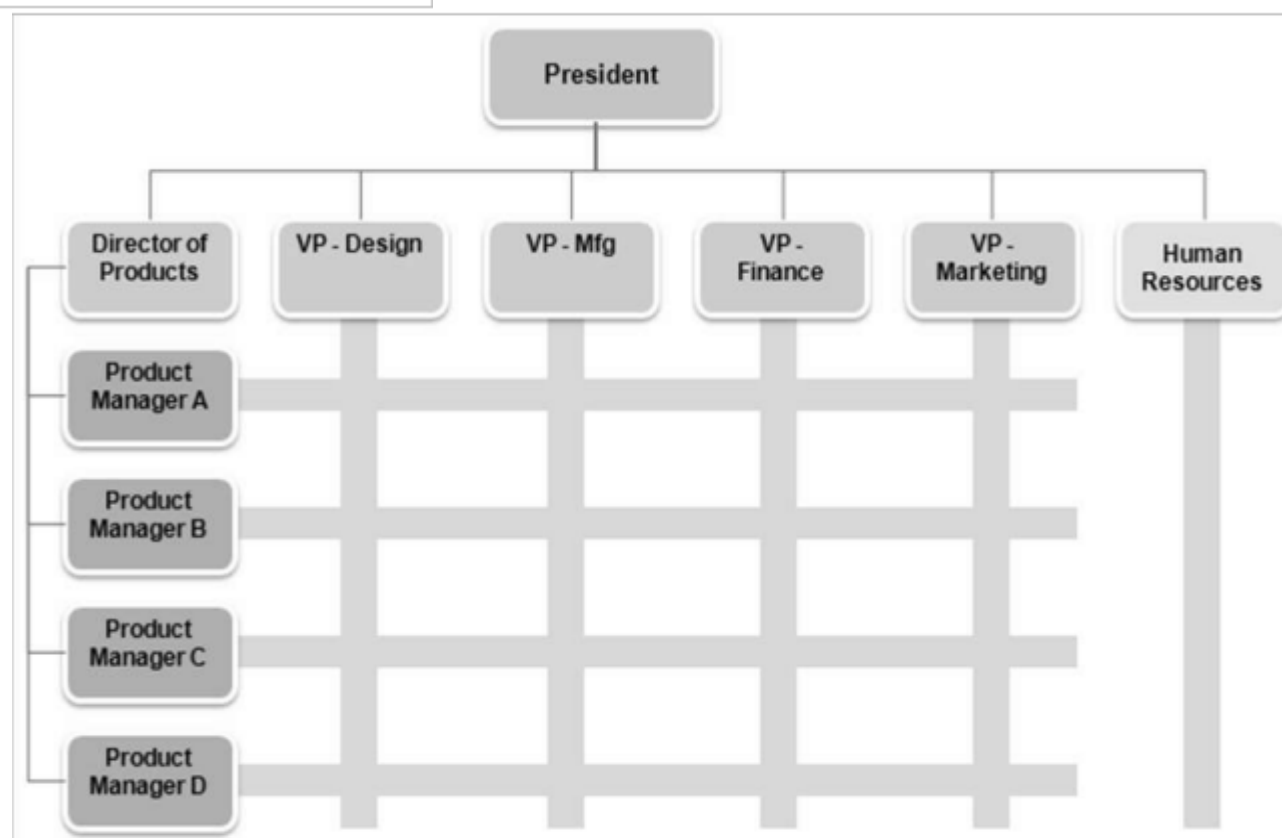 President
Director of
Products
VP - Design
VP - Mfg
VP -
Finance
VP -
Marketing
Human
Resources
Product
Manager A
Product
Manager B
Product
Manager C
Product
Manager D